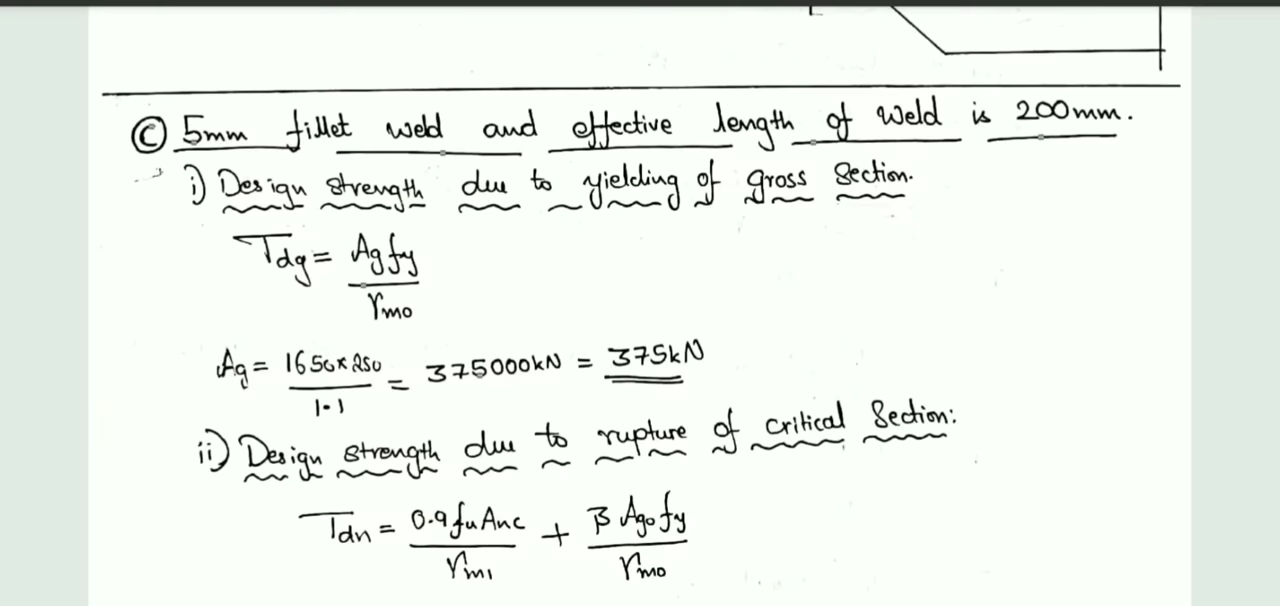 © 5mm fillet weld and effective length of weld is 200mm.
i) Design strength due to yielding of gross Section.
Tdg = Ag fy / γmo
Ag = 1650 x 250 / 1.1 = 375000kN = 375kN
ii) Design strength due to rupture of critical Section:
Tdn = 0.9 fu Anc / γm1 + β Ago fy / γmo